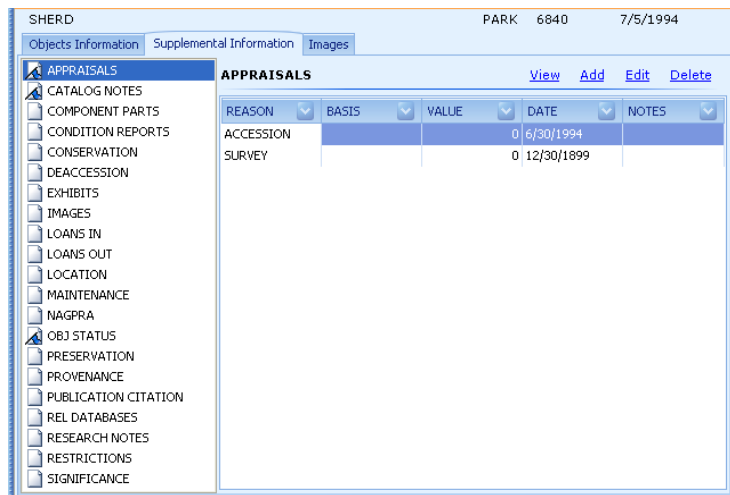 SHERD PARK 6840 7/5/1994
Objects Information Supplemental Information Images
APPRAISALS
CATALOG NOTES
COMPONENT PARTS
CONDITION REPORTS
CONSERVATION
DEACCESSION
EXHIBITS
IMAGES
LOANS IN
LOANS OUT
LOCATION
MAINTENANCE
NAGPRA
OBJ STATUS
PRESERVATION
PROVENANCE
PUBLICATION CITATION
REL DATABASES
RESEARCH NOTES
RESTRICTIONS
SIGNIFICANCE
APPRAISALS View Add Edit Delete
REASON BASIS VALUE DATE NOTES
ACCESSION 0 6/30/1994
SURVEY 0 12/30/1899